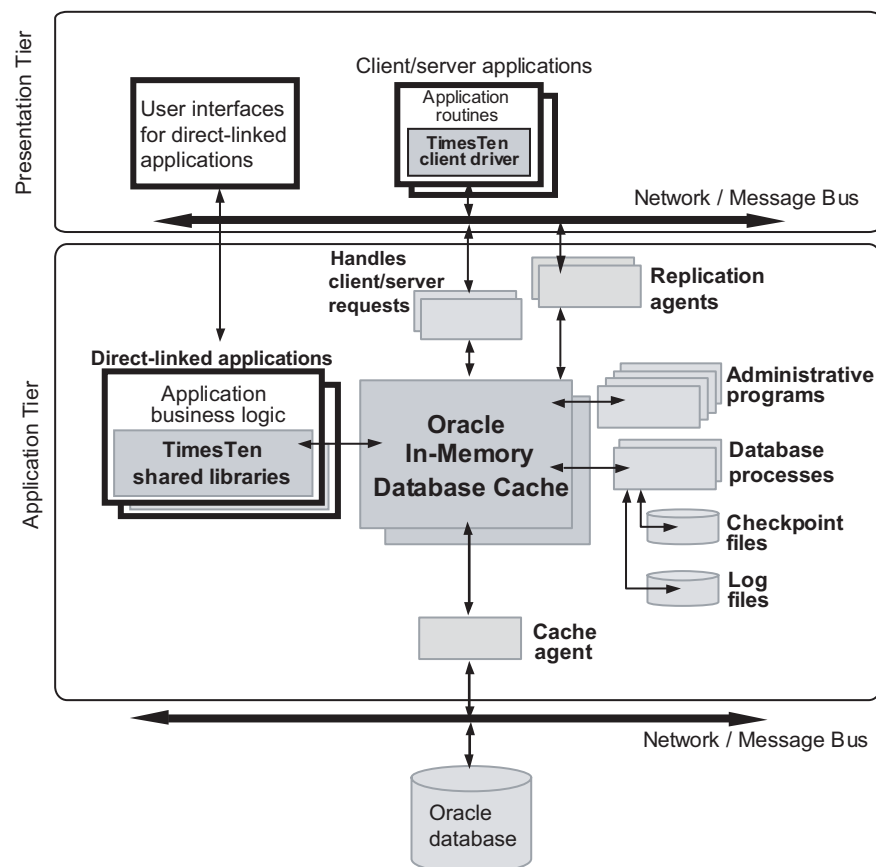 Presentation Tier
Client/server applications
User interfaces
for direct-linked
applications
Application
routines
TimesTen
client driver
Network / Message Bus
Application Tier
Handles
client/server
requests
Replication
agents
Direct-linked applications
Application
business logic
TimesTen
shared libraries
Oracle
In-Memory
Database Cache
Administrative
programs
Database
processes
Checkpoint
files
Log
files
Cache
agent
Network / Message Bus
Oracle
database